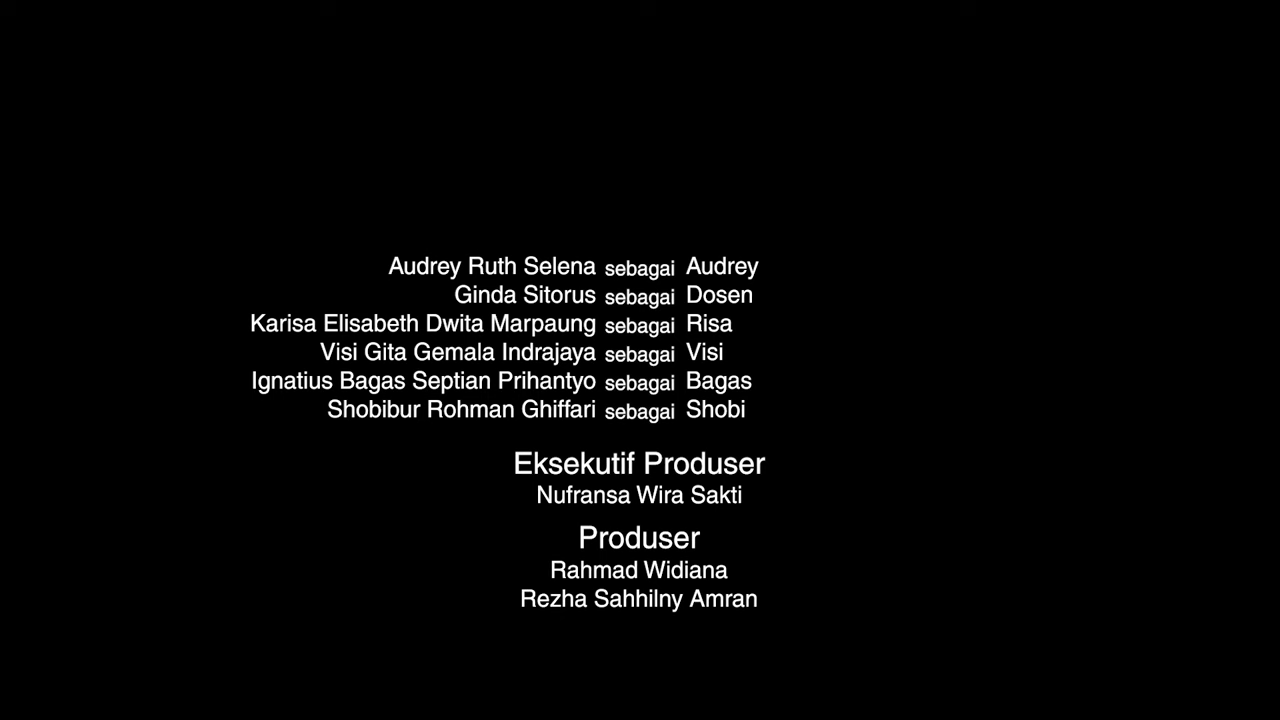 Audrey Ruth Selena sebagai Audrey
Ginda Sitorus sebagai Dosen
Karisa Elisabeth Dwita Marpaung sebagai Risa
Visi Gita Gemala Indrajaya sebagai Visi
Ignatius Bagas Septian Prihantyo sebagai Bagas
Shobibur Rohman Ghiffari sebagai Shobi
Eksekutif Produser
Nufransa Wira Sakti
Produser
Rahmad Widiana
Rezha Sahhilny Amran